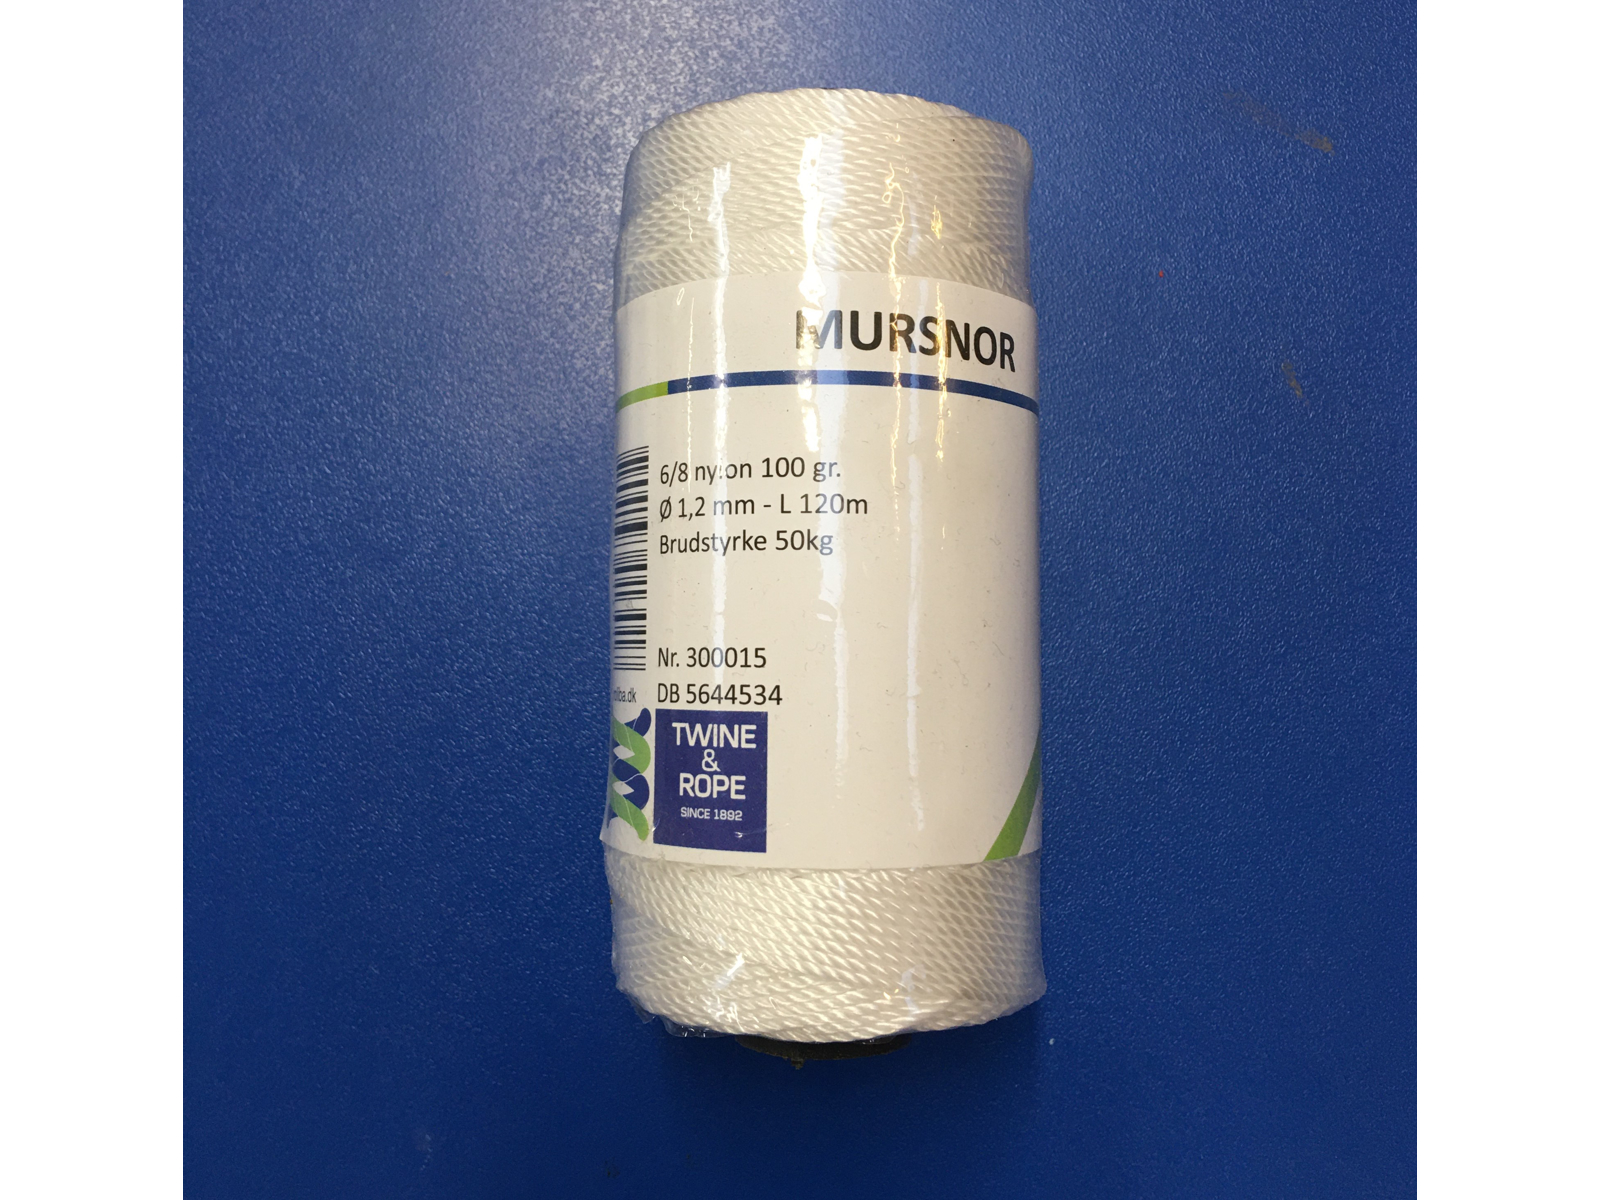 MURSNOR
6/8 nylon 100 gr.
Ø 1,2 mm - L 120m
Brudstyrke 50kg
Nr. 300015
DB 5644534
TWINE
&
ROPE
SINCE 1892